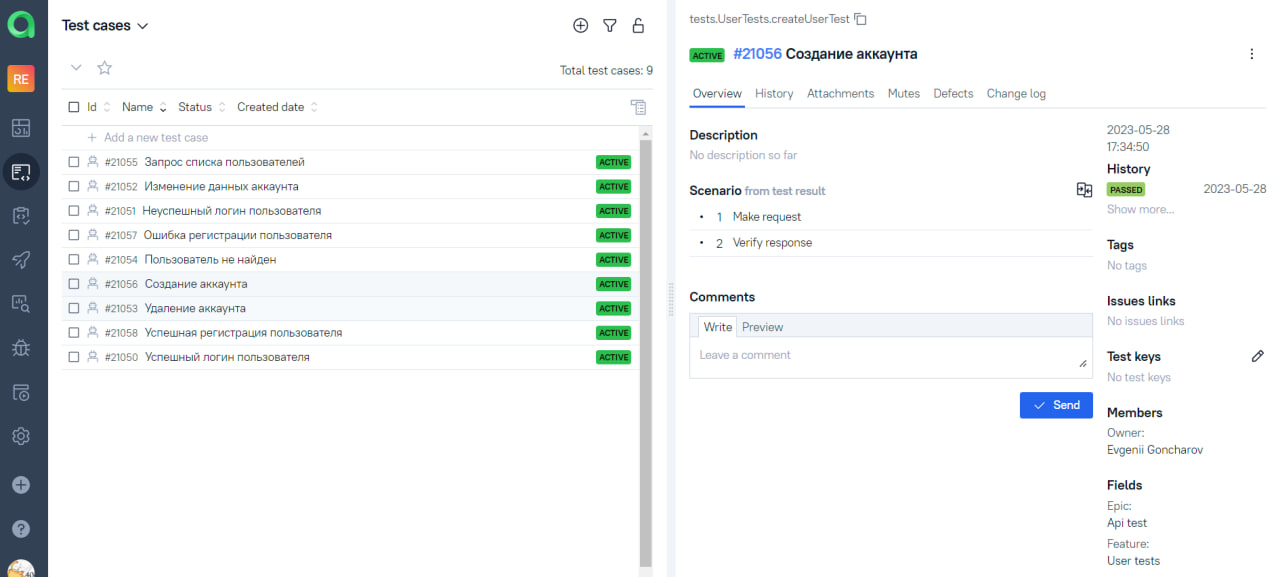 RE
Test cases
Total test cases: 9
Id Name Status Created date
Add a new test case
#21055 Запрос списка пользователей ACTIVE
#21052 Изменение данных аккаунта ACTIVE
#21051 Неуспешный логин пользователя ACTIVE
#21057 Ошибка регистрации пользователя ACTIVE
#21054 Пользователь не найден ACTIVE
#21056 Создание аккаунта ACTIVE
#21053 Удаление аккаунта ACTIVE
#21058 Успешная регистрация пользователя ACTIVE
#21050 Успешный логин пользователя ACTIVE
tests.UserTests.createUserTest
ACTIVE #21056 Создание аккаунта
Overview History Attachments Mutes Defects Change log
Description
No description so far
Scenario from test result
• 1 Make request
• 2 Verify response
Comments
Write Preview
Leave a comment
Send
2023-05-28
17:34:50
History
PASSED 2023-05-28
Show more...
Tags
No tags
Issues links
No issues links
Test keys
No test keys
Members
Owner:
Evgenii Goncharov
Fields
Epic:
Api test
Feature:
User tests